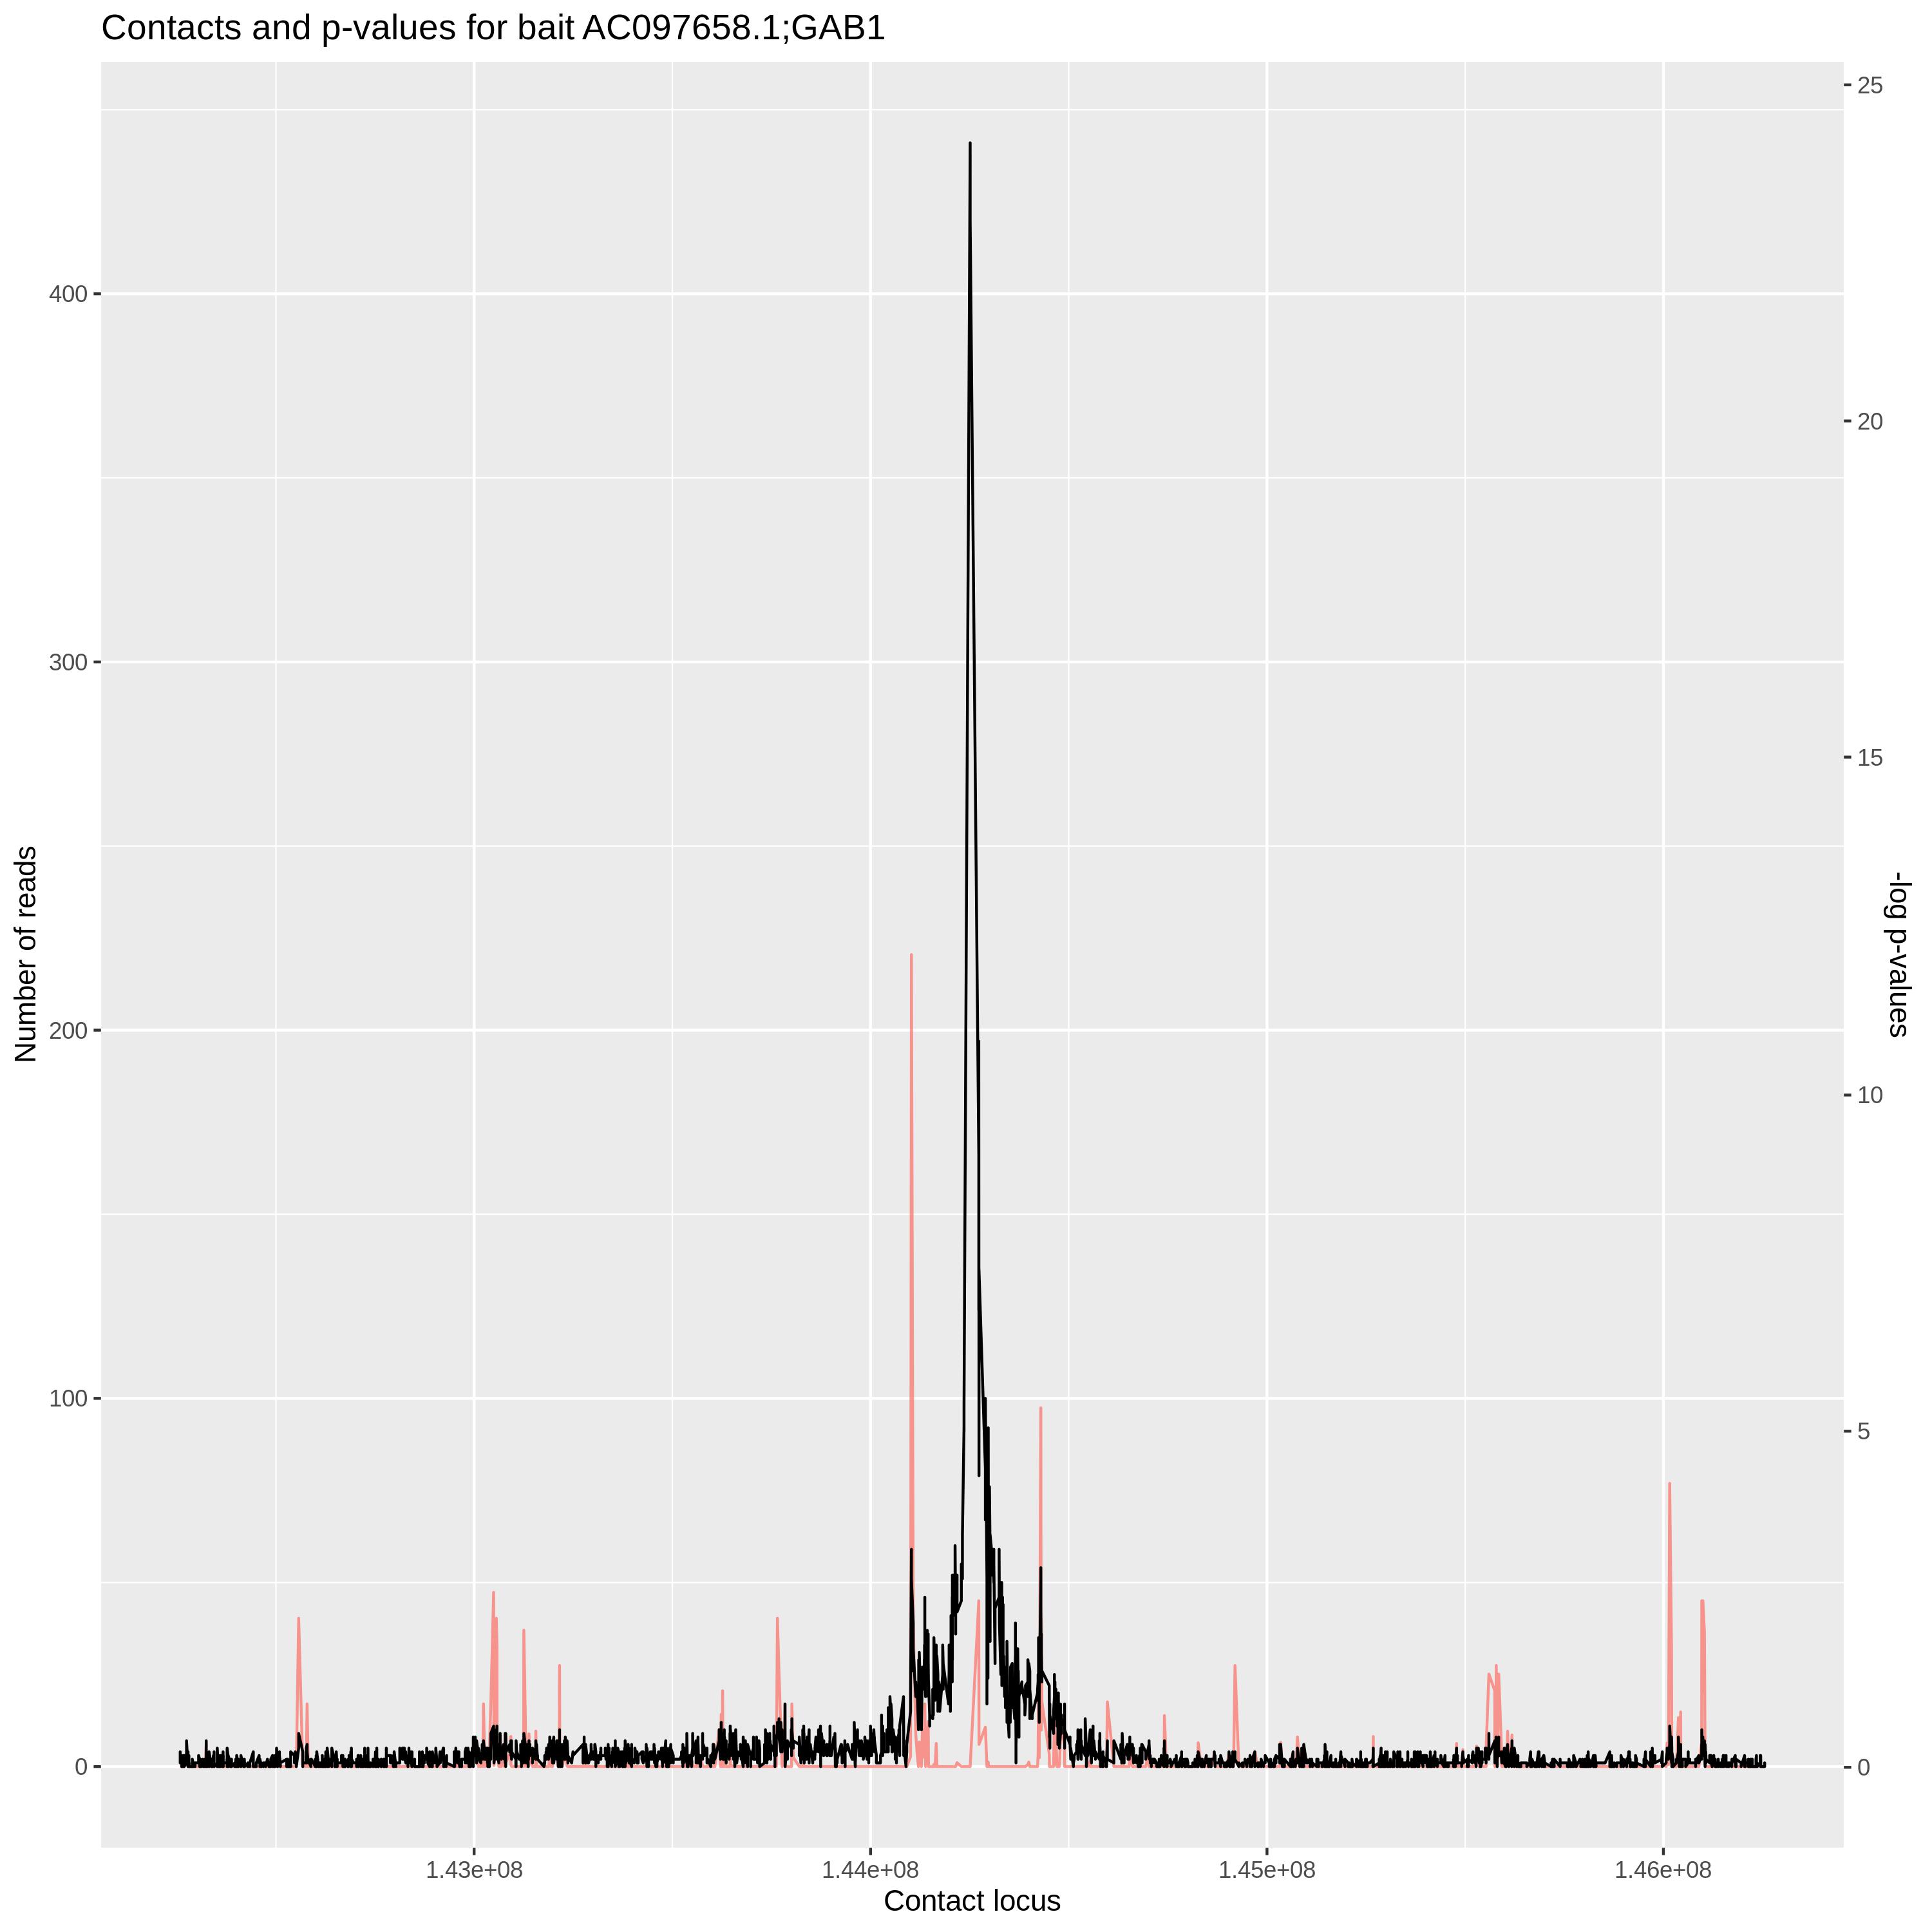 Contacts and p-values for bait AC097658.1;GAB1
25
400
20
300
15
Number of reads
-log p-values
200
10
100
5
0
0
1.43e+08
1.44e+08
1.45e+08
1.46e+08
Contact locus